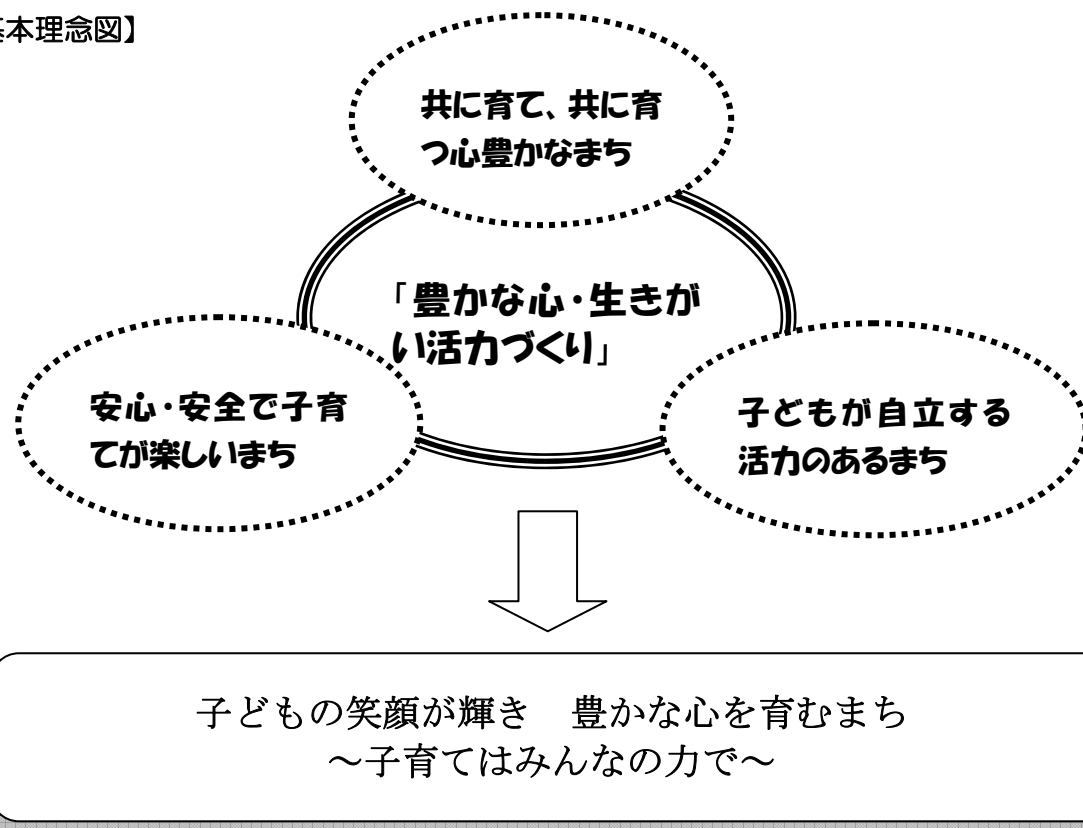 本理念図】
共に育て、共に育
つ心豊かなまち
「豊かな心・生きが
い活力づくり」
安心・安全で子育
てが楽しいまち
子どもが自立する
活力のあるまち
子どもの笑顔が輝き　豊かな心を育むまち
～子育てはみんなの力で～